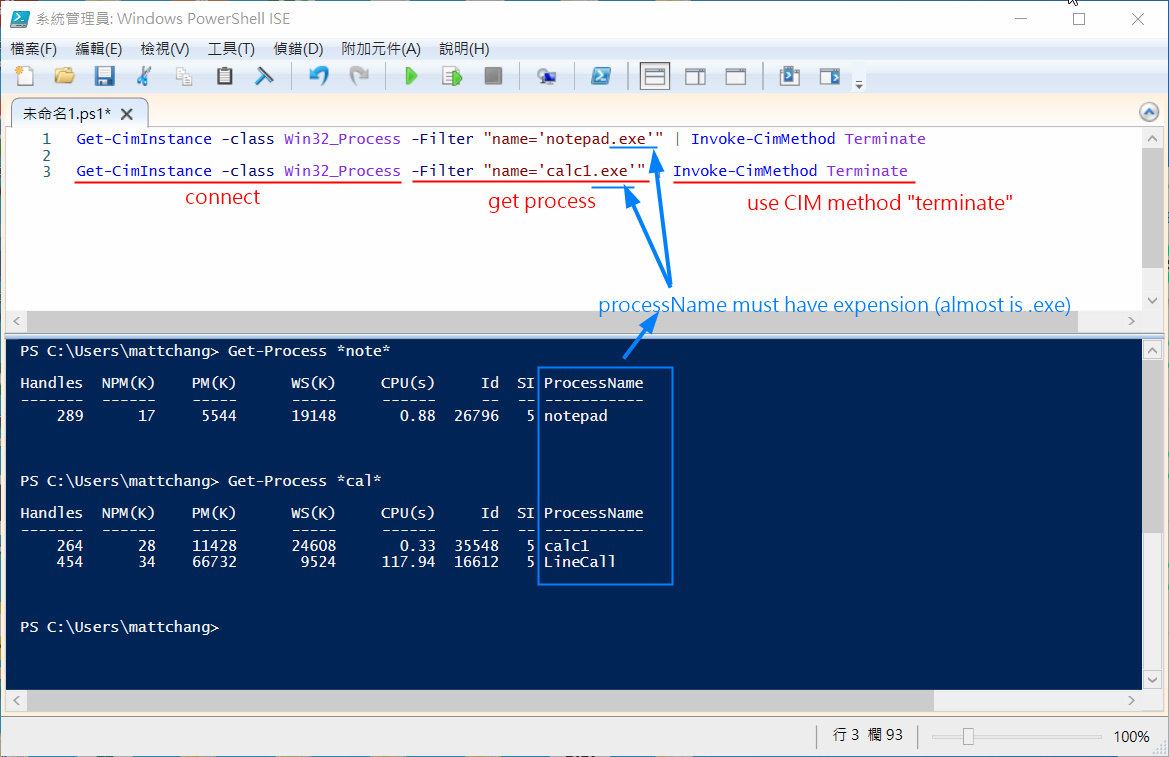 系統管理員: Windows PowerShell ISE
檔案(F) 編輯(E) 檢視(V) 工具(T) 偵錯(D) 附加元件(A) 說明(H)
未命名1.ps1*
1 Get-CimInstance -class Win32_Process -Filter "name='notepad.exe'" | Invoke-CimMethod Terminate
2
3 Get-CimInstance -class Win32_Process -Filter "name='calc1.exe'" Invoke-CimMethod Terminate
connect
get process
use CIM method "terminate"
processName must have expension (almost is .exe)
PS C:\Users\mattchang> Get-Process *note*
Handles NPM(K) PM(K) WS(K) CPU(s) Id SI ProcessName
------- ------ ----- ----- ------ -- -- -----------
289 17 5544 19148 0.88 26796 5 notepad
PS C:\Users\mattchang> Get-Process *cal*
Handles NPM(K) PM(K) WS(K) CPU(s) Id SI ProcessName
------- ------ ----- ----- ------ -- -- -----------
264 28 11428 24608 0.33 35548 5 calc1
454 34 66732 9524 117.94 16612 5 LineCall
PS C:\Users\mattchang>
行 3 欄 93
100%